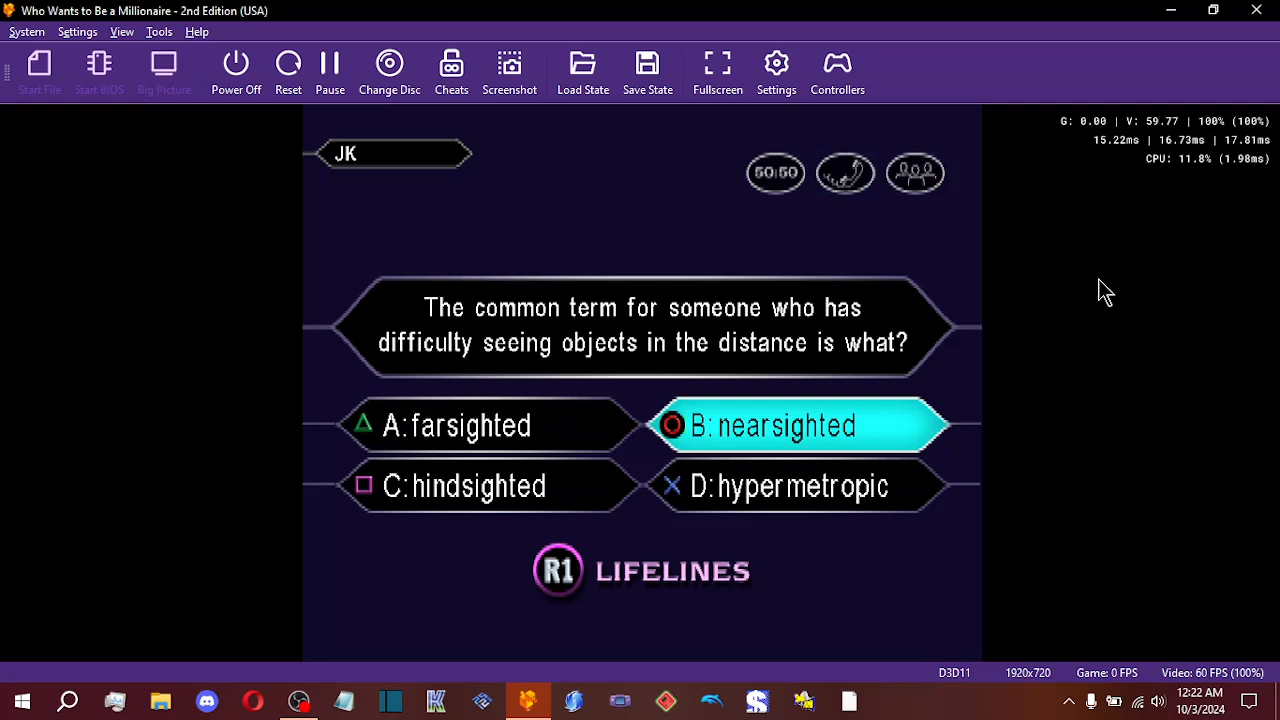 Who Wants to Be a Millionaire - 2nd Edition (USA)
System Settings View Tools Help
Start File Start BIOS Big Picture Power Off Reset Pause Change Disc Cheats Screenshot Load State Save State Fullscreen Settings Controllers
G: 0.00 | V: 59.77 | 100% (100%)
15.22ms | 16.73ms | 17.81ms
CPU: 11.8% (1.98ms)
JK
50:50
The common term for someone who has
difficulty seeing objects in the distance is what?
A: farsighted
B: nearsighted
C: hindsighted
D: hypermetropic
R1 LIFELINES
D3D11 1920x720 Game: 0 FPS Video: 60 FPS (100%)
12:22 AM
10/3/2024